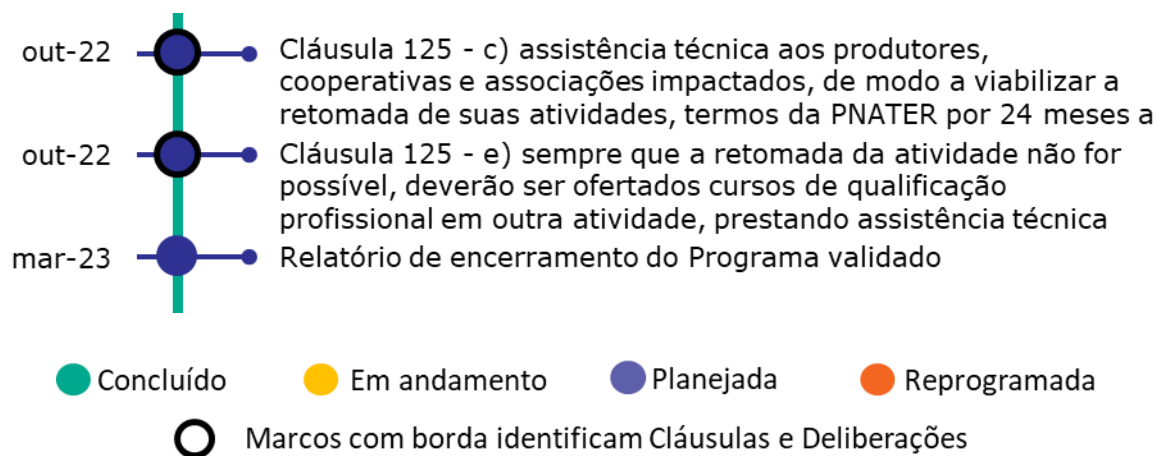 out-22 Cláusula 125 - c) assistência técnica aos produtores,
cooperativas e associações impactados, de modo a viabilizar a
retomada de suas atividades, termos da PNATER por 24 meses a
out-22 Cláusula 125 - e) sempre que a retomada da atividade não for
possível, deverão ser ofertados cursos de qualificação
profissional em outra atividade, prestando assistência técnica
mar-23 Relatório de encerramento do Programa validado
Concluído Em andamento Planejada Reprogramada
Marcos com borda identificam Cláusulas e Deliberações